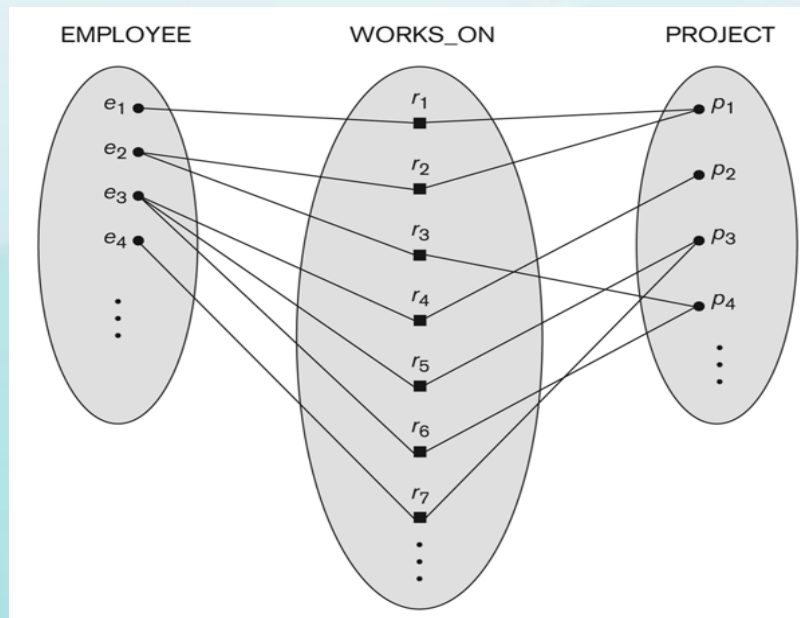 EMPLOYEE WORKS_ON PROJECT
e1
e2
e3
e4
r1
r2
r3
r4
r5
r6
r7
p1
p2
p3
p4